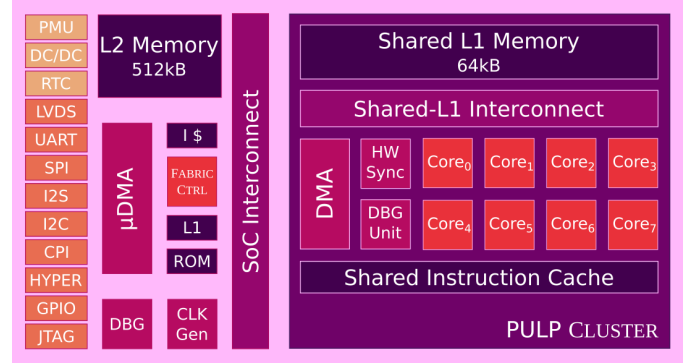 PMU
DC/DC
RTC
LVDS
UART
SPI
I2S
I2C
CPI
HYPER
GPIO
JTAG
L2 Memory
512kB
µDMA
I $
FABRIC
CTRL
L1
ROM
DBG
CLK
Gen
SoC Interconnect
Shared L1 Memory
64kB
Shared-L1 Interconnect
DMA
HW
Sync
Core₀
Core₁
Core₂
Core₃
DBG
Unit
Core₄
Core₅
Core₆
Core₇
Shared Instruction Cache
PULP CLUSTER